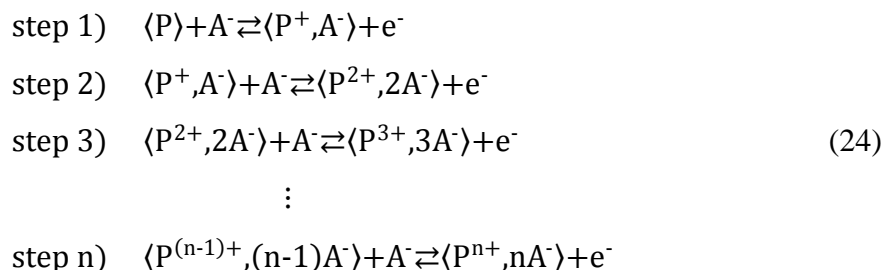 step 1) ⟨P⟩+A⁻⇄⟨P⁺,A⁻⟩+e⁻
step 2) ⟨P⁺,A⁻⟩+A⁻⇄⟨P²⁺,2A⁻⟩+e⁻
step 3) ⟨P²⁺,2A⁻⟩+A⁻⇄⟨P³⁺,3A⁻⟩+e⁻ (24)
⋮
step n) ⟨P⁽ⁿ⁻¹⁾⁺,(n-1)A⁻⟩+A⁻⇄⟨Pⁿ⁺,nA⁻⟩+e⁻